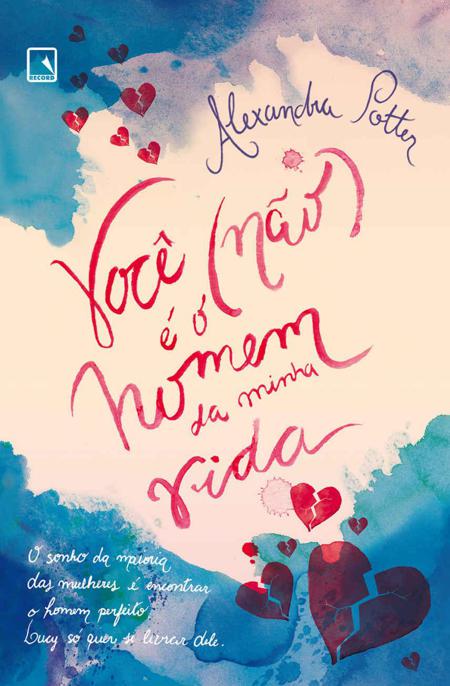 RECORD
Alexandra Potter
Você (não)
é o
homem
da minha
vida
O sonho da maioria
das mulheres é encontrar
o homem perfeito
Lucy só quer se livrar dele.